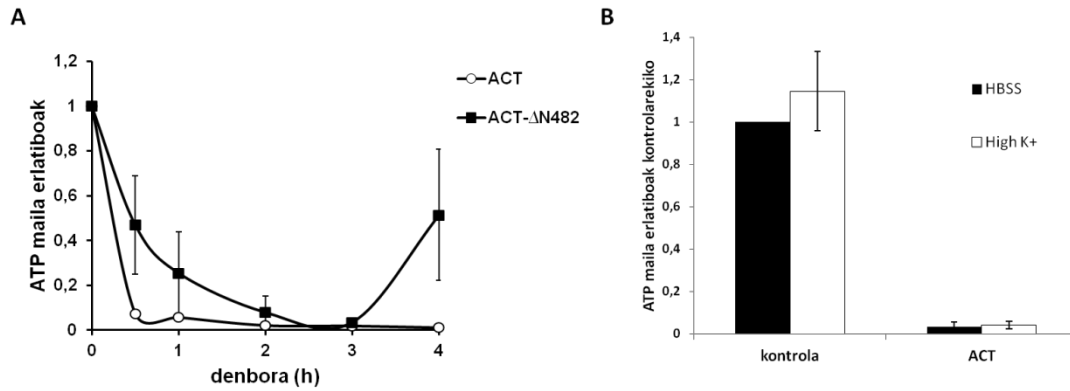 A
ATP maila erlatiboak
1,2
1
0,8
0,6
0,4
0,2
0
0
1
2
3
4
denbora (h)
ACT
ACT-ΔN482
B
ATP maila erlatiboak kontrolarekiko
1,4
1,2
1
0,8
0,6
0,4
0,2
0
kontrola
ACT
HBSS
High K+